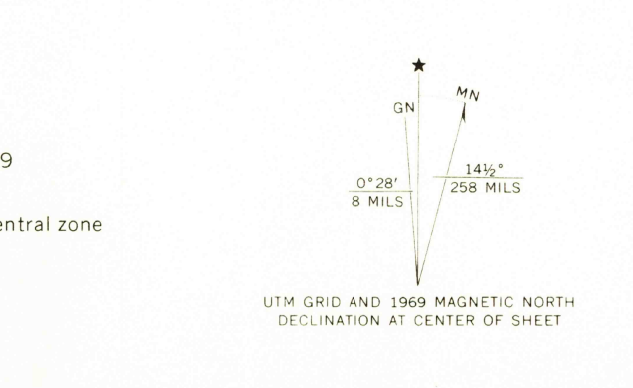 GN
MN
9
0°28'
8 MILS
14½°
258 MILS
entral zone
UTM GRID AND 1969 MAGNETIC NORTH
DECLINATION AT CENTER OF SHEET